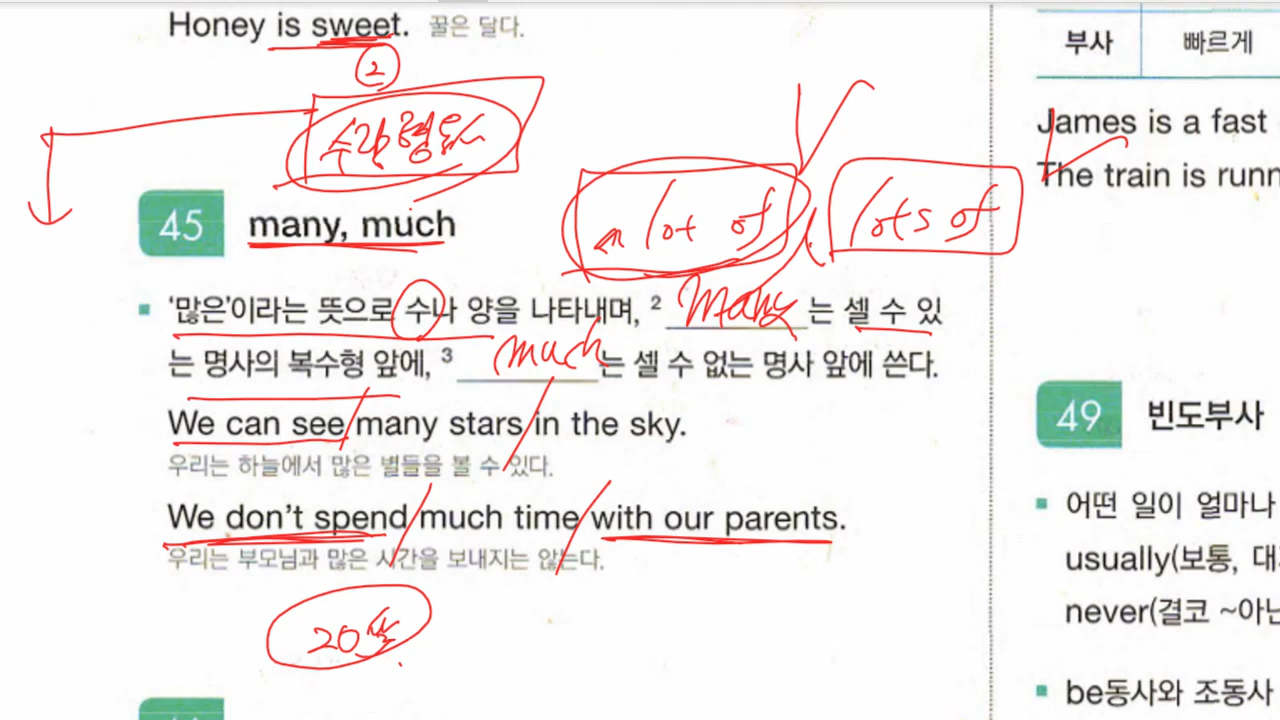 Honey is sweet. 꿀은 달다.
2
수량형용사
45 many, much
a lot of, lots of
'많은'이라는 뜻으로 수나 양을 나타내며, 2 Many 는 셀 수 있
는 명사의 복수형 앞에, 3 much 는 셀 수 없는 명사 앞에 쓴다.
We can see many stars in the sky.
우리는 하늘에서 많은 별들을 볼 수 있다.
We don't spend much time with our parents.
우리는 부모님과 많은 시간을 보내지는 않는다.
부사 빠르게
James is a fast
The train is runn
49 빈도부사
어떤 일이 얼마나
usually(보통, 대
never(결코 ~아닌
be동사와 조동사